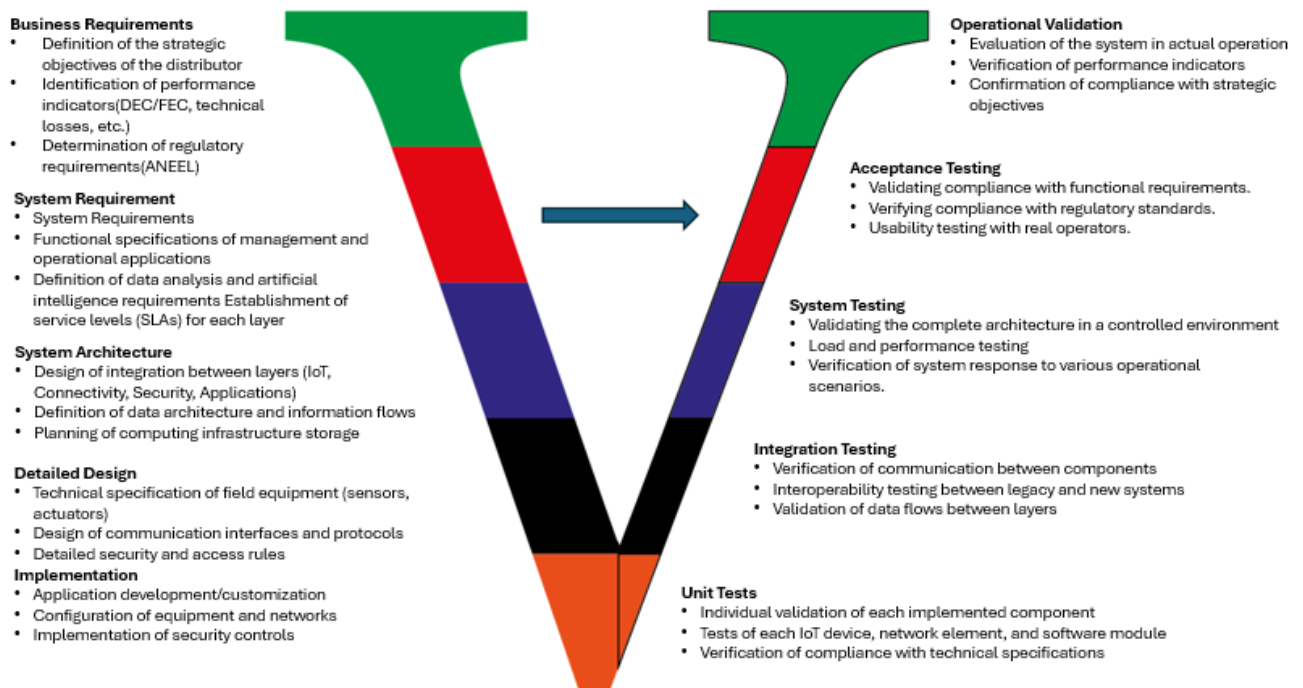 Business Requirements
• Definition of the strategic
objectives of the distributor
• Identification of performance
indicators(DEC/FEC, technical
losses, etc.)
• Determination of regulatory
requirements(ANEEL)
System Requirement
• System Requirements
• Functional specifications of management and
operational applications
• Definition of data analysis and artificial
intelligence requirements Establishment of
service levels (SLAs) for each layer
System Architecture
• Design of integration between layers (IoT,
Connectivity, Security, Applications)
• Definition of data architecture and information flows
• Planning of computing infrastructure storage
Detailed Design
• Technical specification of field equipment (sensors,
actuators)
• Design of communication interfaces and protocols
• Detailed security and access rules
Implementation
• Application development/customization
• Configuration of equipment and networks
• Implementation of security controls
Operational Validation
• Evaluation of the system in actual operation
• Verification of performance indicators
• Confirmation of compliance with strategic
objectives
Acceptance Testing
• Validating compliance with functional requirements.
• Verifying compliance with regulatory standards.
• Usability testing with real operators.
System Testing
• Validating the complete architecture in a controlled environment
• Load and performance testing
• Verification of system response to various operational
scenarios.
Integration Testing
• Verification of communication between components
• Interoperability testing between legacy and new systems
• Validation of data flows between layers
Unit Tests
• Individual validation of each implemented component
• Tests of each IoT device, network element, and software module
• Verification of compliance with technical specifications